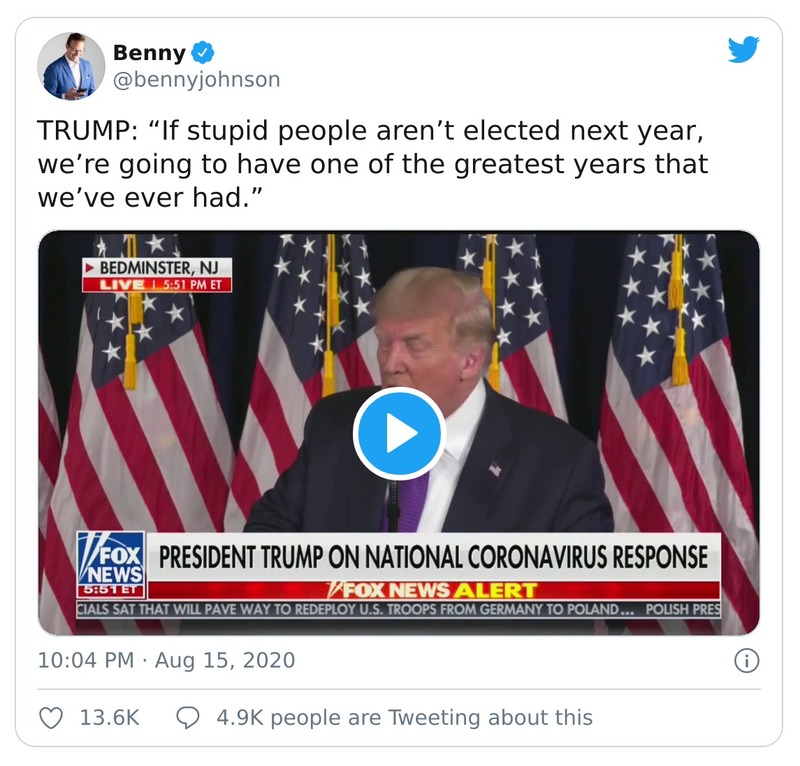 Benny
@bennyjohnson
TRUMP: “If stupid people aren’t elected next year,
we’re going to have one of the greatest years that
we’ve ever had.”
BEDMINSTER, NJ
LIVE | 5:51 PM ET
FOX
NEWS
5:51 ET
PRESIDENT TRUMP ON NATIONAL CORONAVIRUS RESPONSE
FOX NEWS ALERT
CIALS SAT THAT WILL PAVE WAY TO REDEPLOY U.S. TROOPS FROM GERMANY TO POLAND... POLISH PRES
10:04 PM · Aug 15, 2020
13.6K
4.9K people are Tweeting about this